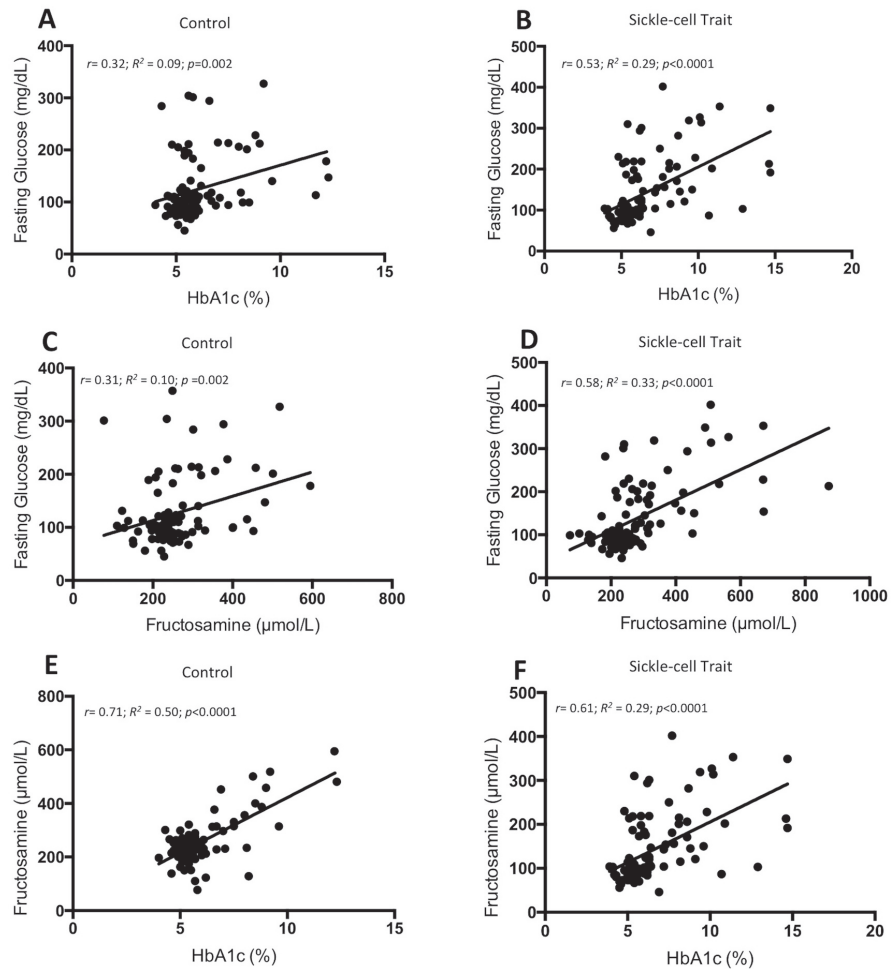 A
Control
r= 0.32; R² = 0.09; p=0.002
Fasting Glucose (mg/dL)
400
300
200
100
0
0 5 10 15
HbA1c (%)
B
Sickle-cell Trait
r= 0.53; R² = 0.29; p<0.0001
Fasting Glucose (mg/dL)
500
400
300
200
100
0
0 5 10 15 20
HbA1c (%)
C
Control
r= 0.31; R² = 0.10; p =0.002
Fasting Glucose (mg/dL)
400
300
200
100
0
0 200 400 600 800
Fructosamine (µmol/L)
D
Sickle-cell Trait
r= 0.58; R² = 0.33; p<0.0001
Fasting Glucose (mg/dL)
500
400
300
200
100
0
0 200 400 600 800 1000
Fructosamine (µmol/L)
E
Control
r= 0.71; R² = 0.50; p<0.0001
Fructosamine (µmol/L)
800
600
400
200
0
0 5 10 15
HbA1c (%)
F
Sickle-cell Trait
r= 0.61; R² = 0.29; p<0.0001
Fructosamine (µmol/L)
500
400
300
200
100
0
0 5 10 15 20
HbA1c (%)